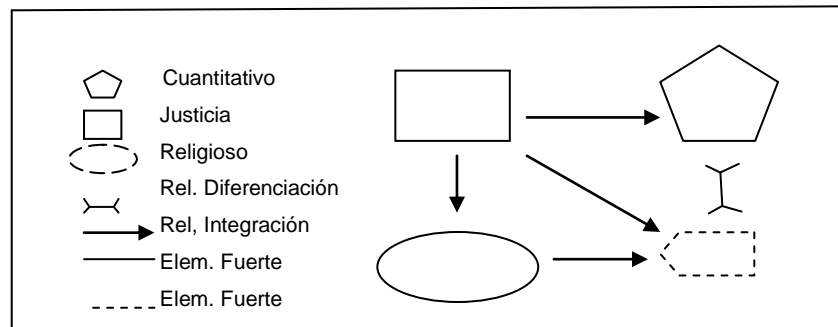 Cuantitativo
Justicia
Religioso
Rel. Diferenciación
Rel, Integración
Elem. Fuerte
Elem. Fuerte